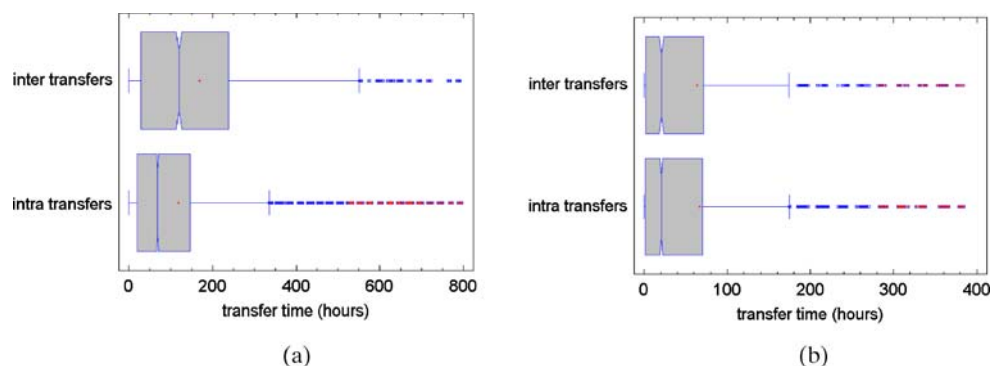 inter transfers
intra transfers
0 200 400 600 800
transfer time (hours)
(a)
inter transfers
intra transfers
0 100 200 300 400
transfer time (hours)
(b)